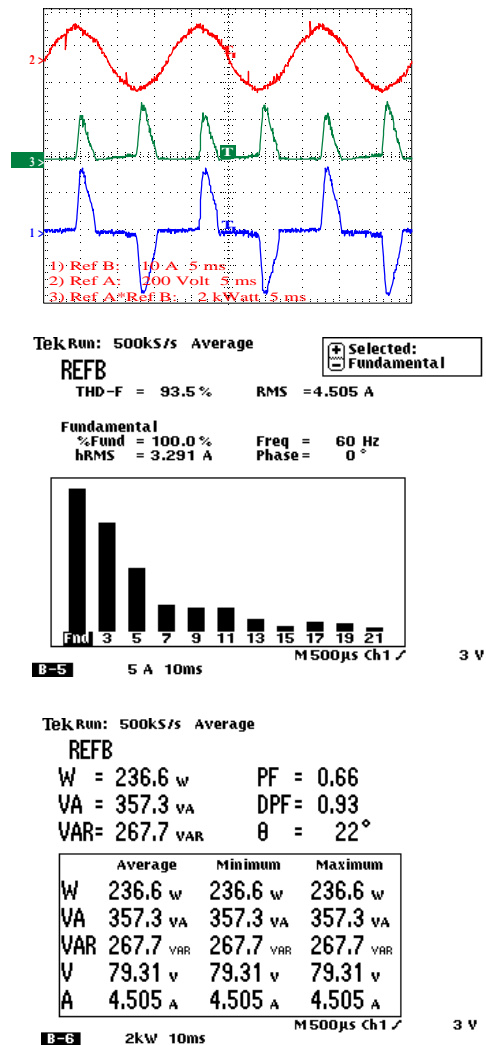 2>
T
3>
T
1>
T
1) Ref B: 10 A 5 ms
2) Ref A: 200 Volt 5 ms
3) Ref A*Ref B: 2 kWatt 5 ms
Tek Run: 500kS/s Average
+ Selected:
− Fundamental
REFB
THD-F = 93.5% RMS =4.505 A
Fundamental
%Fund = 100.0% Freq = 60 Hz
hRMS = 3.291 A Phase= 0°
Fnd 3 5 7 9 11 13 15 17 19 21
M 500µs Ch1 ∕ 3 V
B-5 5 A 10ms
Tek Run: 500kS/s Average
REFB
W = 236.6 W PF = 0.66
VA = 357.3 VA DPF= 0.93
VAR= 267.7 VAR θ = 22°
Average Minimum Maximum
W 236.6 W 236.6 W 236.6 W
VA 357.3 VA 357.3 VA 357.3 VA
VAR 267.7 VAR 267.7 VAR 267.7 VAR
V 79.31 V 79.31 V 79.31 V
A 4.505 A 4.505 A 4.505 A
M 500µs Ch1 ∕ 3 V
B-6 2kW 10ms